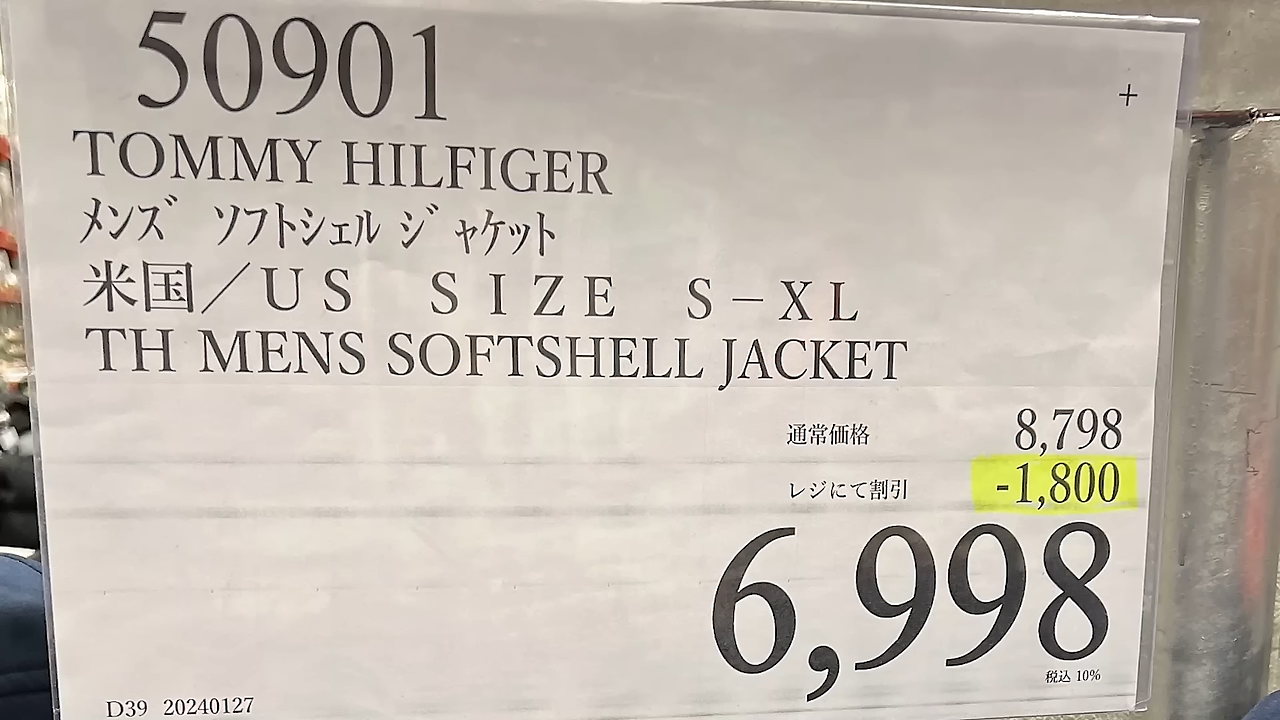 50901
+
TOMMY HILFIGER
メンズ ソフトシェル ジャケット
米国/US SIZE S-XL
TH MENS SOFTSHELL JACKET
通常価格 8,798
レジにて割引 -1,800
6,998
税込 10%
D39 20240127